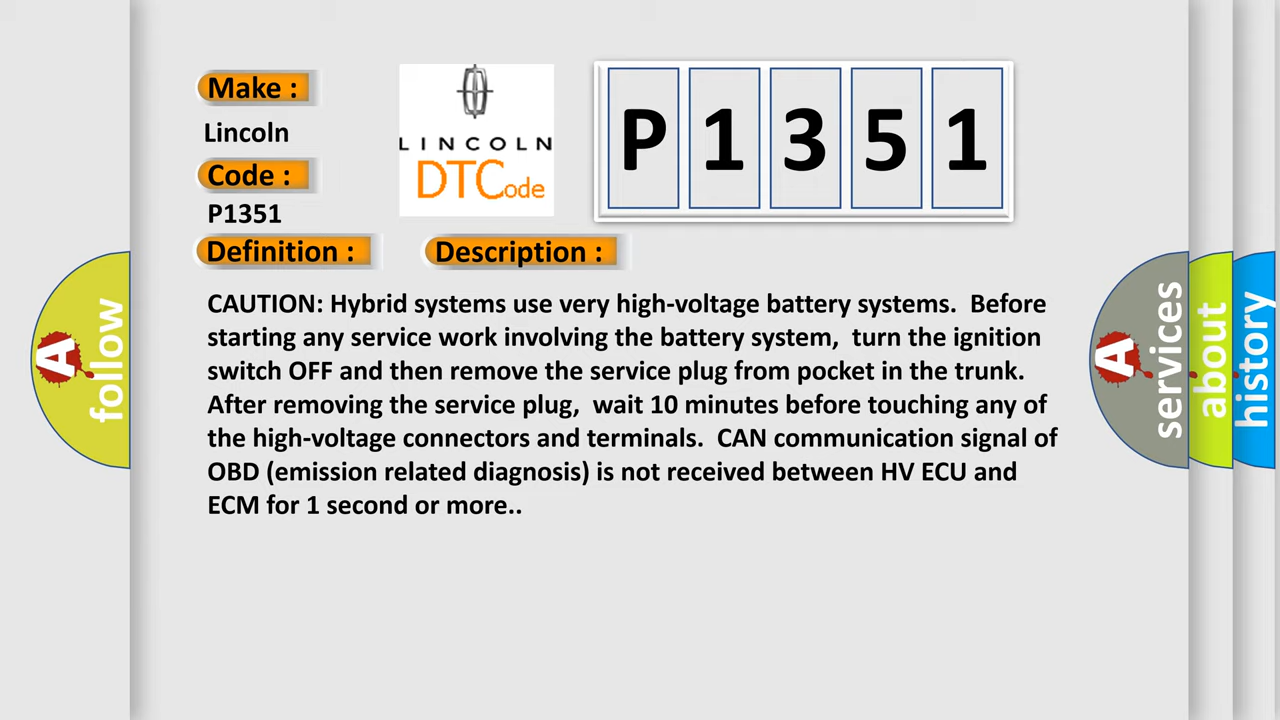 Make :
Lincoln
Code :
P1351
LINCOLN
DTCode
P1351
Definition :
Description :
CAUTION: Hybrid systems use very high-voltage battery systems. Before
starting any service work involving the battery system, turn the ignition
switch OFF and then remove the service plug from pocket in the trunk.
After removing the service plug, wait 10 minutes before touching any of
the high-voltage connectors and terminals. CAN communication signal of
OBD (emission related diagnosis) is not received between HV ECU and
ECM for 1 second or more..
A follow
A services
about
history